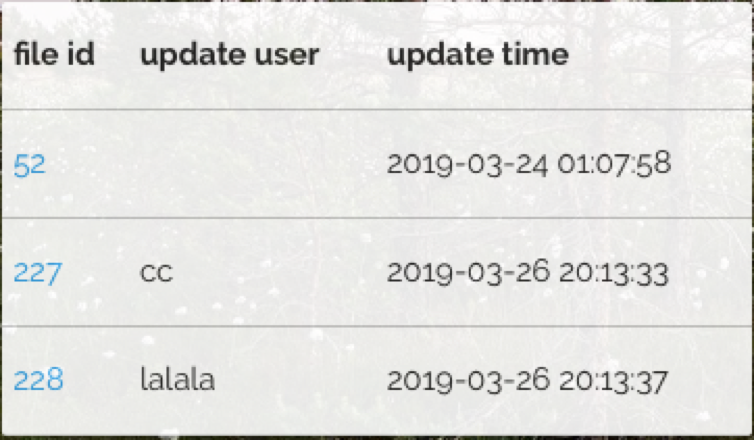 file id update user update time
52 2019-03-24 01:07:58
227 cc 2019-03-26 20:13:33
228 lalala 2019-03-26 20:13:37